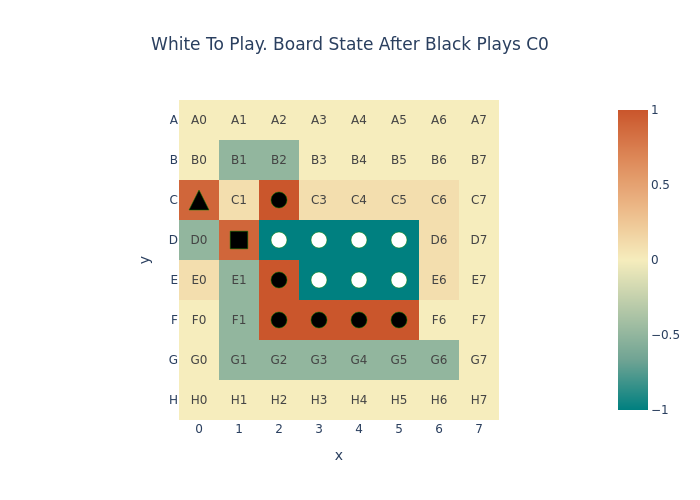 White To Play. Board State After Black Plays C0
A A0 A1 A2 A3 A4 A5 A6 A7
B B0 B1 B2 B3 B4 B5 B6 B7
C C1 C3 C4 C5 C6 C7
D D0 D6 D7
E E0 E1 E6 E7
F F0 F1 F6 F7
G G0 G1 G2 G3 G4 G5 G6 G7
H H0 H1 H2 H3 H4 H5 H6 H7
0 1 2 3 4 5 6 7
x
y
1
0.5
0
−0.5
−1